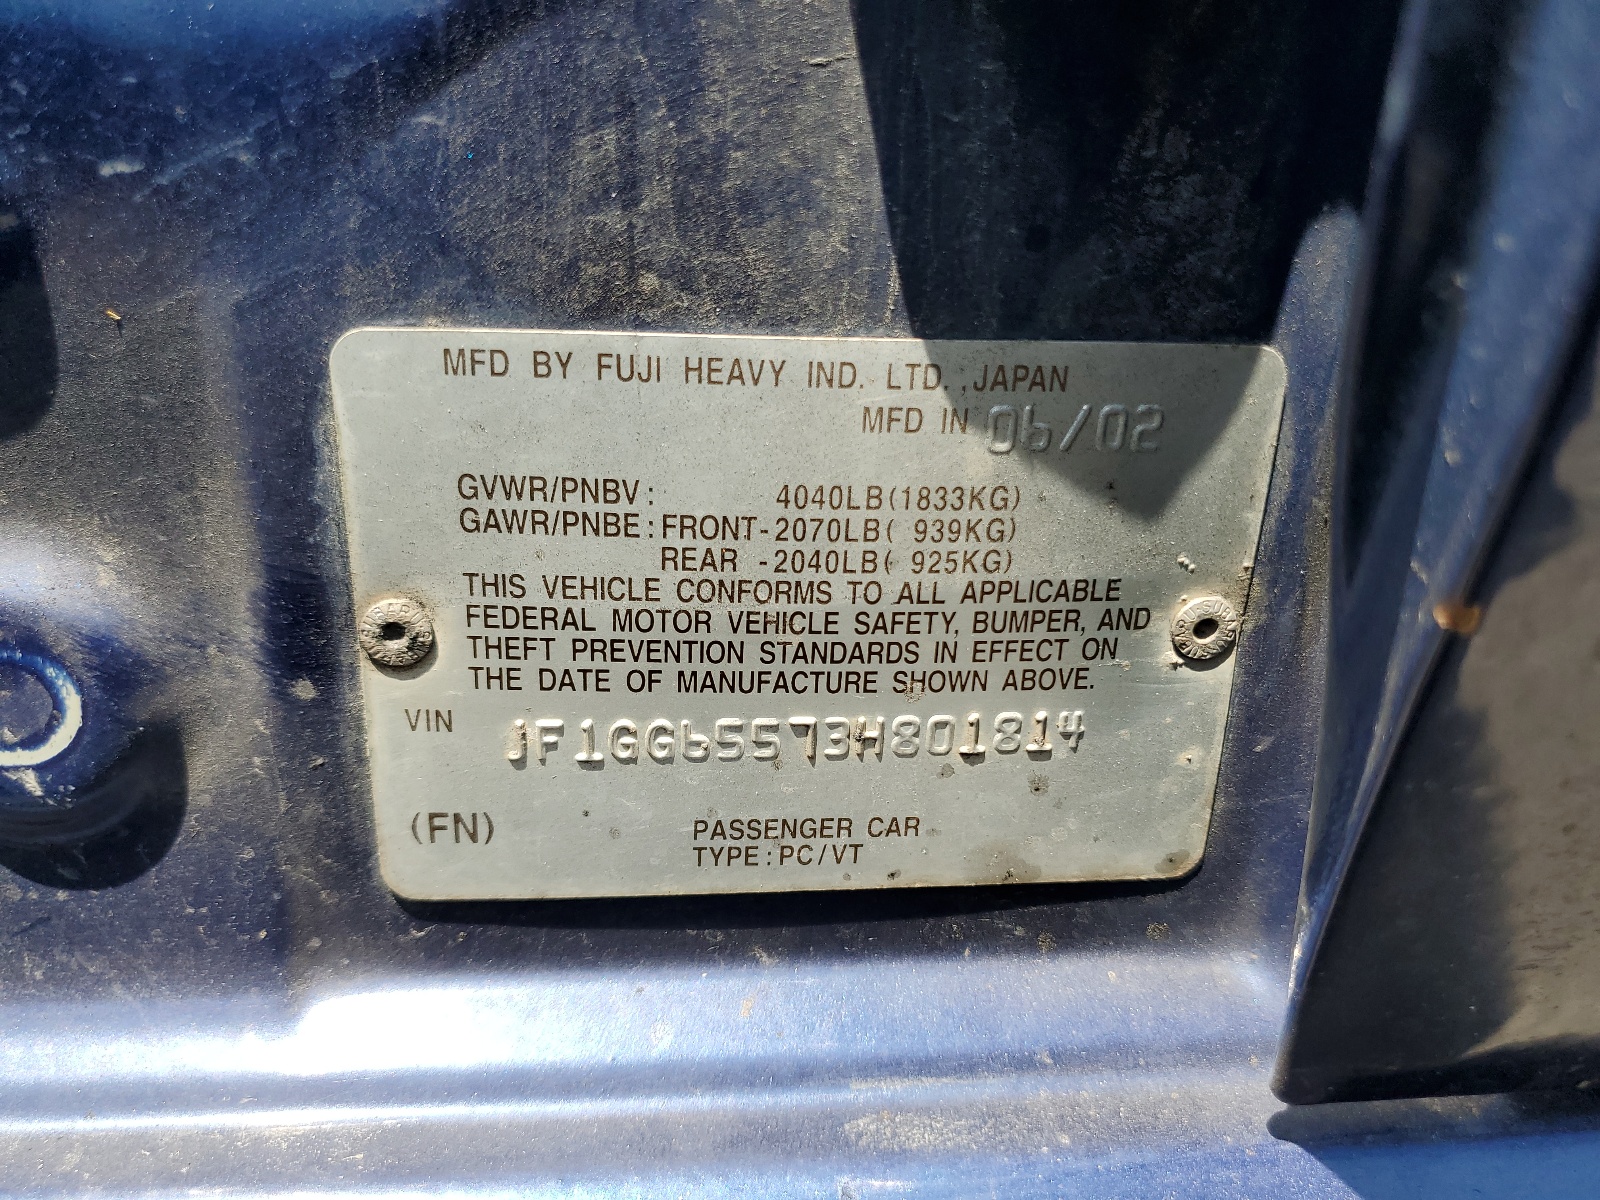 MFD BY FUJI HEAVY IND. LTD. ,JAPAN
MFD IN 06/02
GVWR/PNBV: 4040LB(1833KG)
GAWR/PNBE: FRONT-2070LB( 939KG)
REAR -2040LB( 925KG)
THIS VEHICLE CONFORMS TO ALL APPLICABLE
FEDERAL MOTOR VEHICLE SAFETY, BUMPER, AND
THEFT PREVENTION STANDARDS IN EFFECT ON
THE DATE OF MANUFACTURE SHOWN ABOVE.
VIN JF1GG65573H801814
(FN) PASSENGER CAR
TYPE: PC/VT